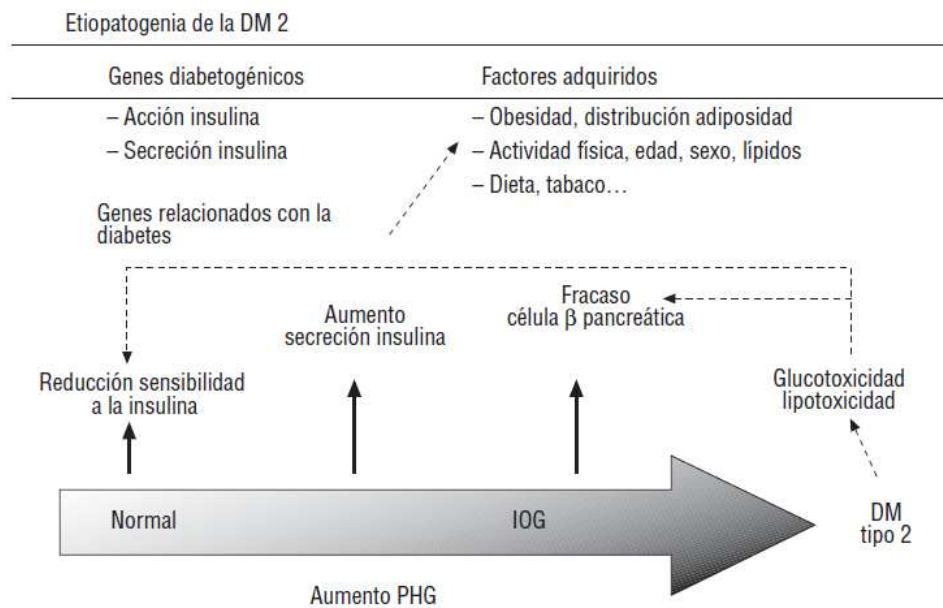 Etiopatogenia de la DM 2
Genes diabetogénicos
Factores adquiridos
– Acción insulina
– Secreción insulina
– Obesidad, distribución adiposidad
– Actividad física, edad, sexo, lípidos
– Dieta, tabaco…
Genes relacionados con la
diabetes
Reducción sensibilidad
a la insulina
Aumento
secreción insulina
Fracaso
célula β pancreática
Glucotoxicidad
lipotoxicidad
Normal
IOG
DM
tipo 2
Aumento PHG